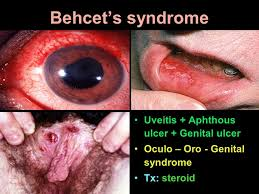 Behcet's syndrome
• Uveitis + Aphthous
ulcer + Genital ulcer
• Oculo – Oro - Genital
syndrome
• Tx: steroid